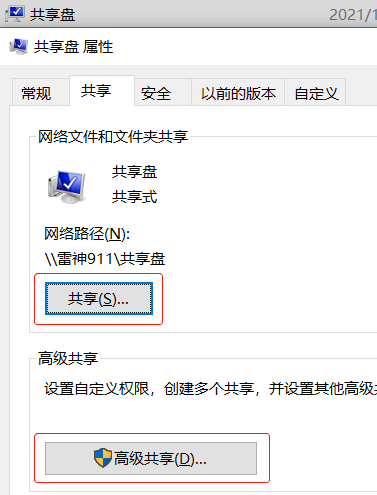 共享盘 2021/1
共享盘 属性
常规 共享 安全 以前的版本 自定义
网络文件和文件夹共享
共享盘
共享式
网络路径(N):
\\雷神911\共享盘
共享(S)...
高级共享
设置自定义权限，创建多个共享，并设置其他高级
高级共享(D)...